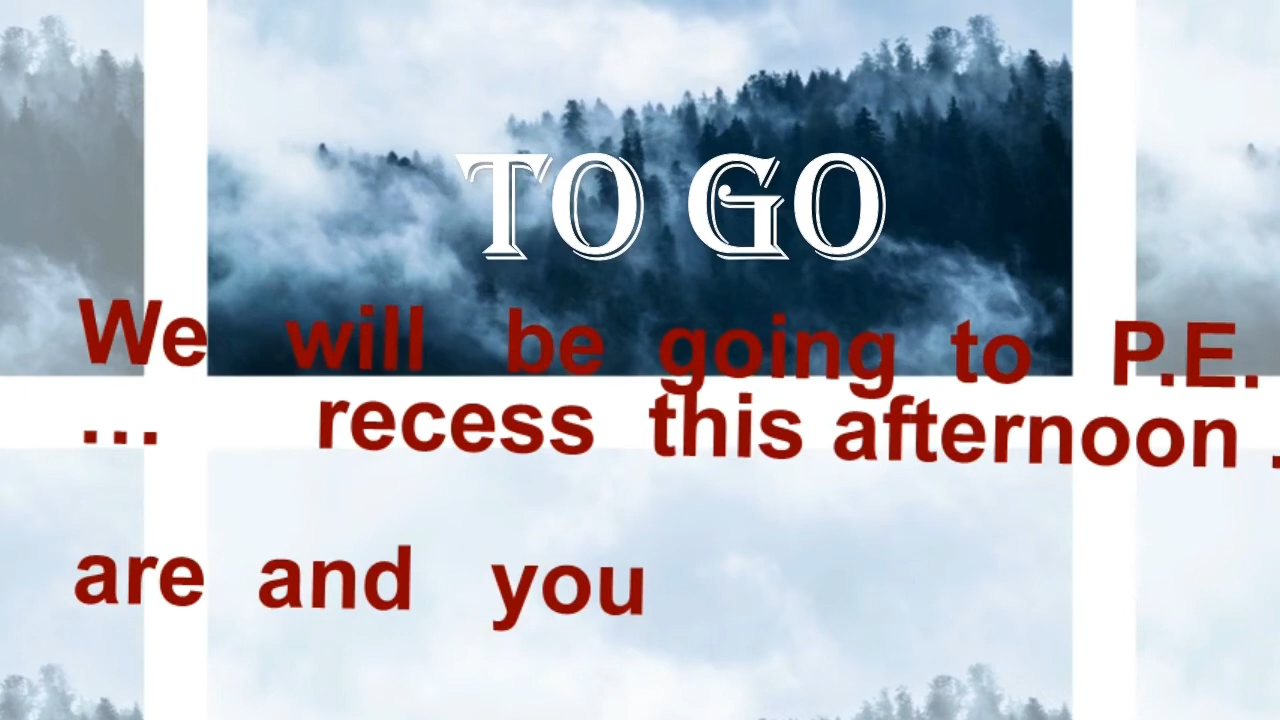 TO GO
We will be going to P.E.
... recess this afternoon .
are and you